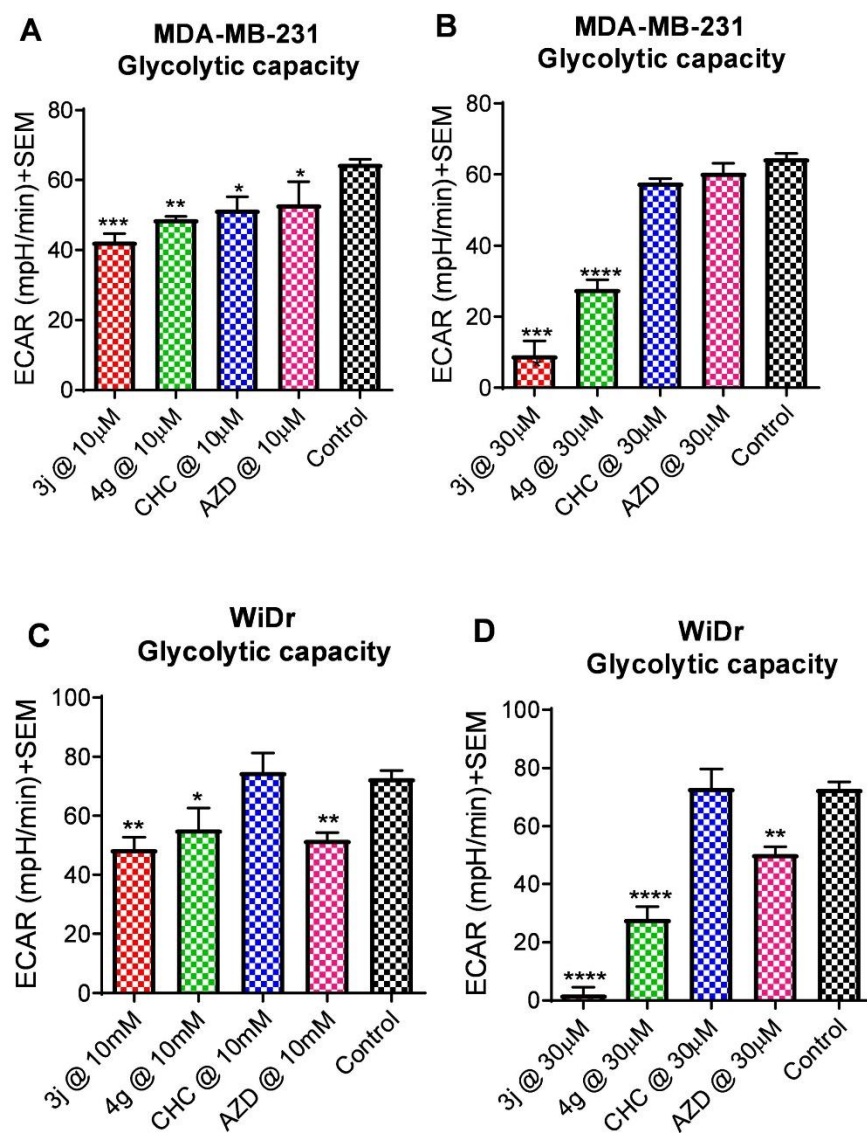 A
MDA-MB-231
Glycolytic capacity
ECAR (mpH/min)+SEM
80
60
40
20
0
***
**
*
*
3j @ 10μM
4g @ 10μM
CHC @ 10μM
AZD @ 10μM
Control
B
MDA-MB-231
Glycolytic capacity
ECAR (mpH/min)+SEM
80
60
40
20
0
***
****
3j @ 30μM
4g @ 30μM
CHC @ 30μM
AZD @ 30μM
Control
C
WiDr
Glycolytic capacity
ECAR (mpH/min)+SEM
100
80
60
40
20
0
**
*
**
3j @ 10mM
4g @ 10mM
CHC @ 10mM
AZD @ 10mM
Control
D
WiDr
Glycolytic capacity
ECAR (mpH/min)+SEM
100
80
60
40
20
0
****
****
**
3j @ 30μM
4g @ 30μM
CHC @ 30μM
AZD @ 30μM
Control